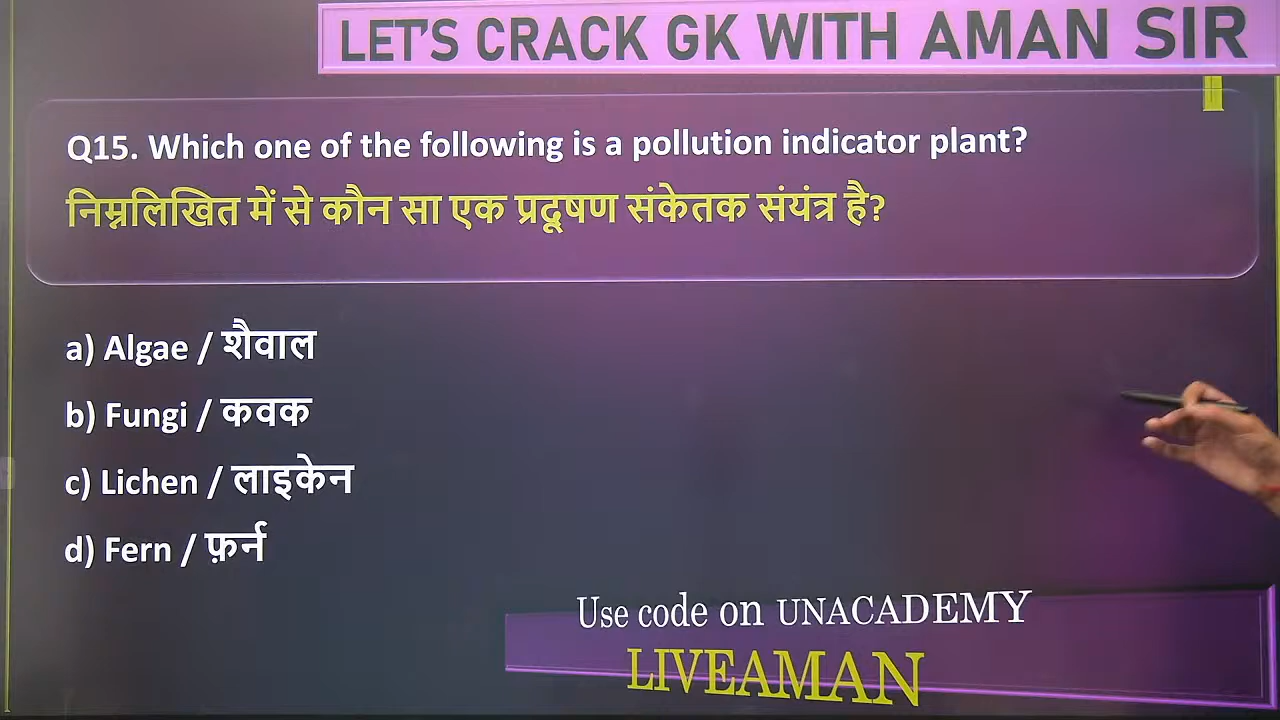 LET'S CRACK GK WITH AMAN SIR
Q15. Which one of the following is a pollution indicator plant?
निम्नलिखित में से कौन सा एक प्रदूषण संकेतक संयंत्र है?
a) Algae / शैवाल
b) Fungi / कवक
c) Lichen / लाइकेन
d) Fern / फ़र्न
Use code on UNACADEMY
LIVEAMAN